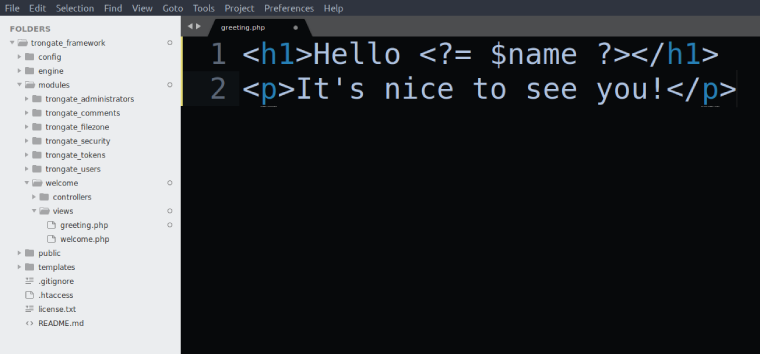 File Edit Selection Find View Goto Tools Project Preferences Help
FOLDERS
trongate_framework
config
engine
modules
trongate_administrators
trongate_comments
trongate_filezone
trongate_security
trongate_tokens
trongate_users
welcome
controllers
views
greeting.php
welcome.php
public
templates
.gitignore
.htaccess
license.txt
README.md
greeting.php
1 <h1>Hello <?= $name ?></h1>
2 <p>It's nice to see you!</p>